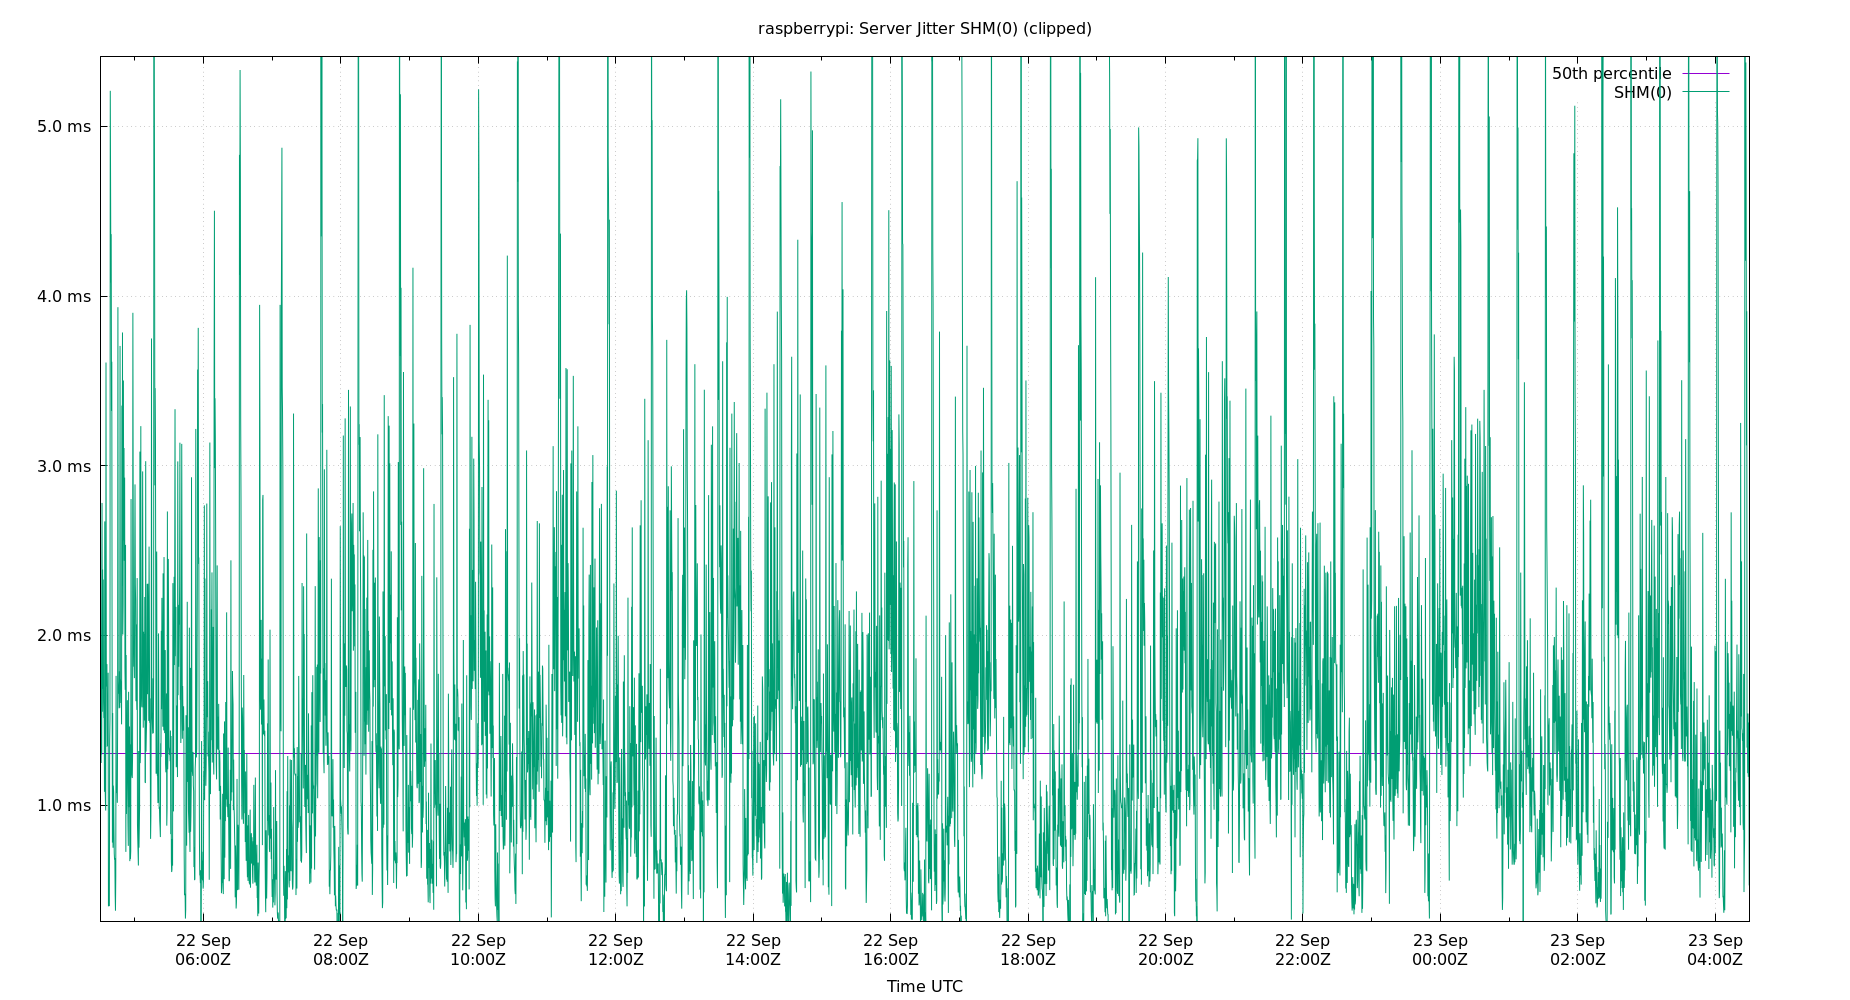 raspberrypi: Server Jitter SHM(0) (clipped)
50th percentile
SHM(0)
5.0 ms
4.0 ms
3.0 ms
2.0 ms
1.0 ms
22 Sep 22 Sep 22 Sep 22 Sep 22 Sep 22 Sep 22 Sep 22 Sep 22 Sep 23 Sep 23 Sep 23 Sep
06:00Z 08:00Z 10:00Z 12:00Z 14:00Z 16:00Z 18:00Z 20:00Z 22:00Z 00:00Z 02:00Z 04:00Z
Time UTC